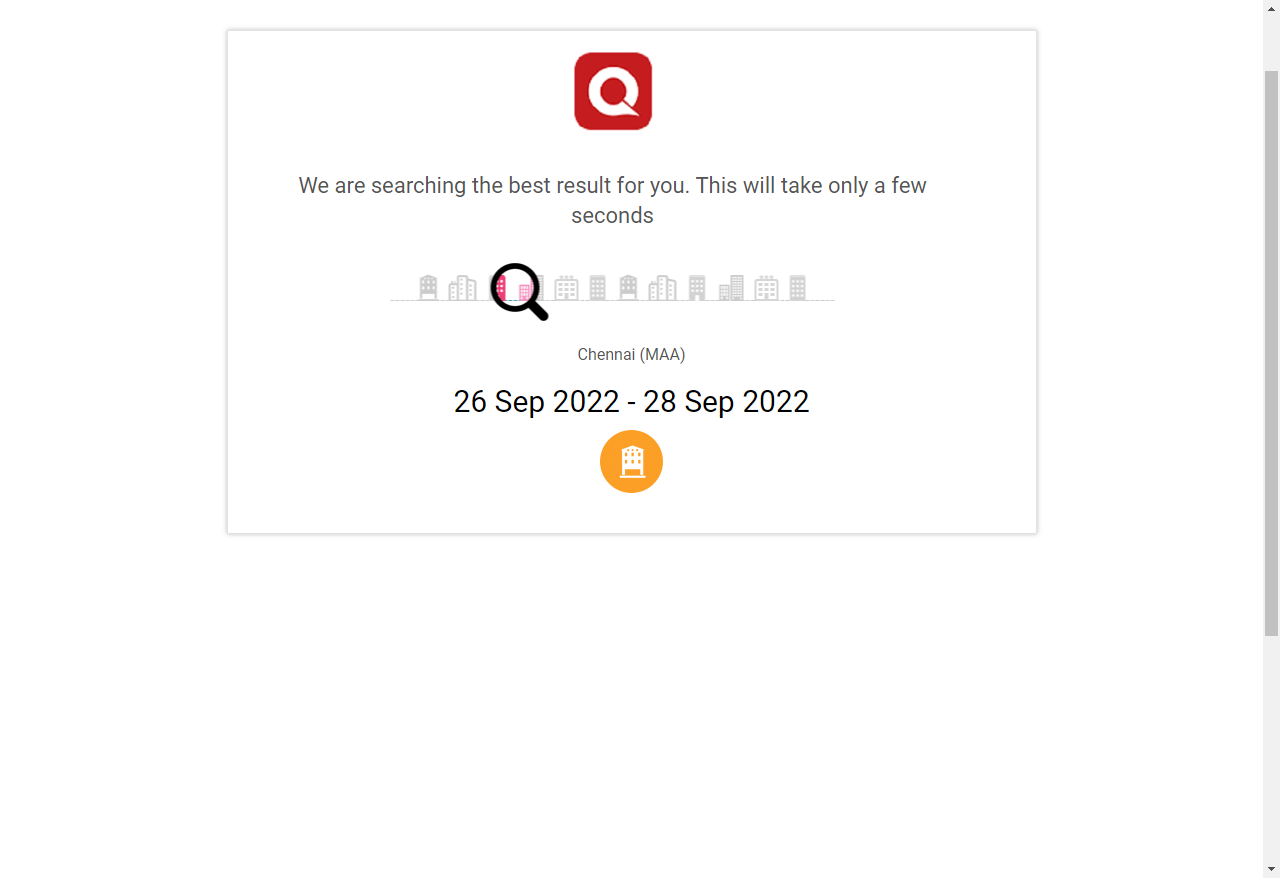 We are searching the best result for you. This will take only a few
seconds
Chennai (MAA)
26 Sep 2022 - 28 Sep 2022